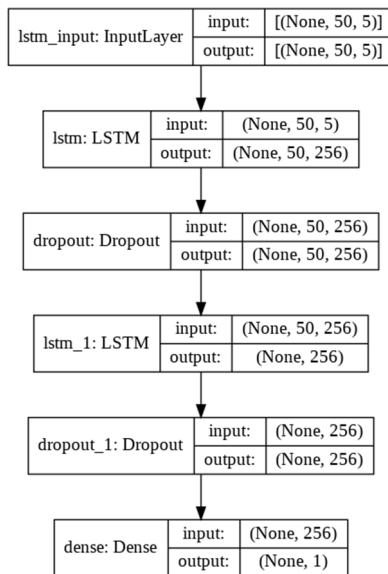 lstm_input: InputLayer
input: [(None, 50, 5)]
output: [(None, 50, 5)]
lstm: LSTM
input: (None, 50, 5)
output: (None, 50, 256)
dropout: Dropout
input: (None, 50, 256)
output: (None, 50, 256)
lstm_1: LSTM
input: (None, 50, 256)
output: (None, 256)
dropout_1: Dropout
input: (None, 256)
output: (None, 256)
dense: Dense
input: (None, 256)
output: (None, 1)